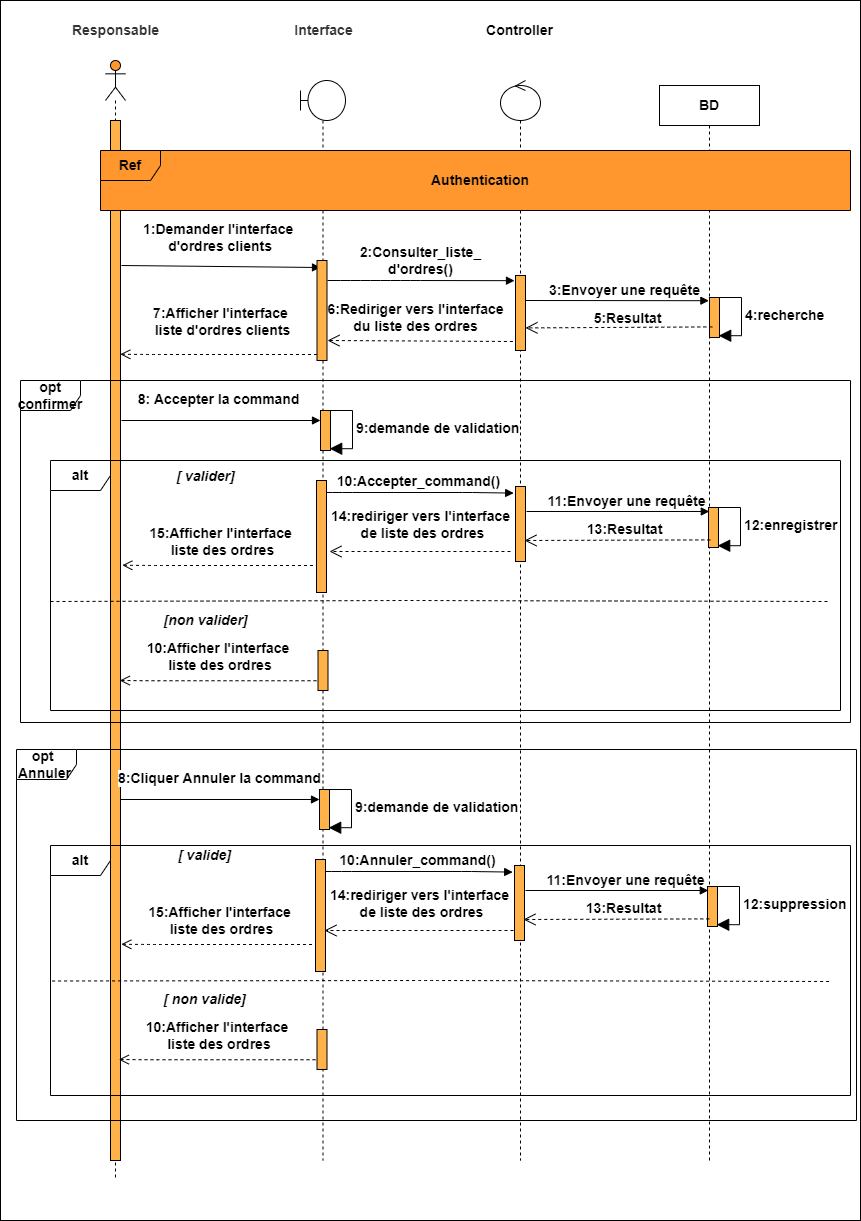 Responsable
Interface
Controller
BD
Ref
Authentication
1:Demander l'interface
d'ordres clients
2:Consulter_liste_
d'ordres()
3:Envoyer une requête
4:recherche
5:Resultat
6:Rediriger vers l'interface
du liste des ordres
7:Afficher l'interface
liste d'ordres clients
opt
confirmer
8: Accepter la command
9:demande de validation
alt
[ valider]
10:Accepter_command()
11:Envoyer une requête
12:enregistrer
13:Resultat
14:rediriger vers l'interface
de liste des ordres
15:Afficher l'interface
liste des ordres
[non valider]
10:Afficher l'interface
liste des ordres
opt
Annuler
8:Cliquer Annuler la command
9:demande de validation
alt
[ valide]
10:Annuler_command()
11:Envoyer une requête
12:suppression
13:Resultat
14:rediriger vers l'interface
de liste des ordres
15:Afficher l'interface
liste des ordres
[ non valide]
10:Afficher l'interface
liste des ordres